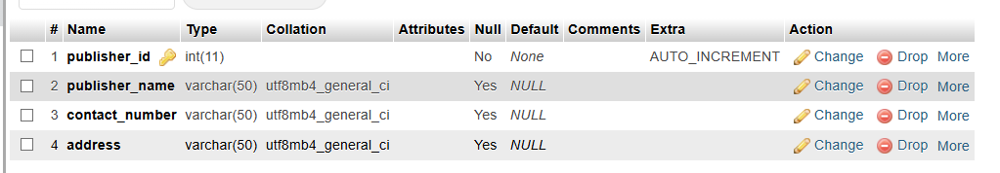 # Name Type Collation Attributes Null Default Comments Extra Action
1 publisher_id int(11) No None AUTO_INCREMENT Change Drop More
2 publisher_name varchar(50) utf8mb4_general_ci Yes NULL Change Drop More
3 contact_number varchar(50) utf8mb4_general_ci Yes NULL Change Drop More
4 address varchar(50) utf8mb4_general_ci Yes NULL Change Drop More